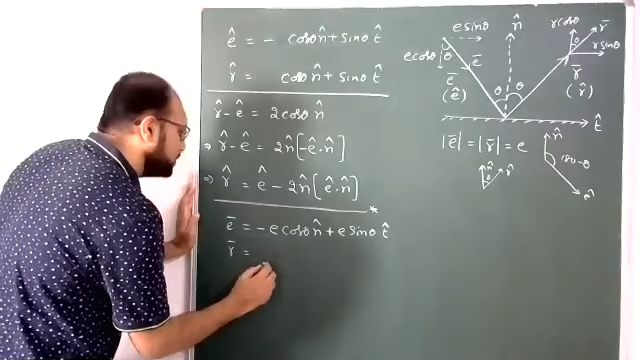 ê = - cosθ n̂ + sinθ t̂
r̂ = cosθ n̂ + sinθ t̂
r̂ - ê = 2cosθ n̂
⇒ r̂ - ê = 2n̂[-ê·n̂]
⇒ r̂ = ê - 2n̂[ê·n̂]
*
e̅ = -e cosθ n̂ + e sinθ t̂
r̅ =
e sinθ
n̂
r cosθ
r̅
e cosθ
θ
e̅
θ
r sinθ
e̅
(ê)
θ θ
r̅
(r̂)
t̂
|e̅| = |r̅| = e
n̂
180-θ
ê
n̂
θ
r̂